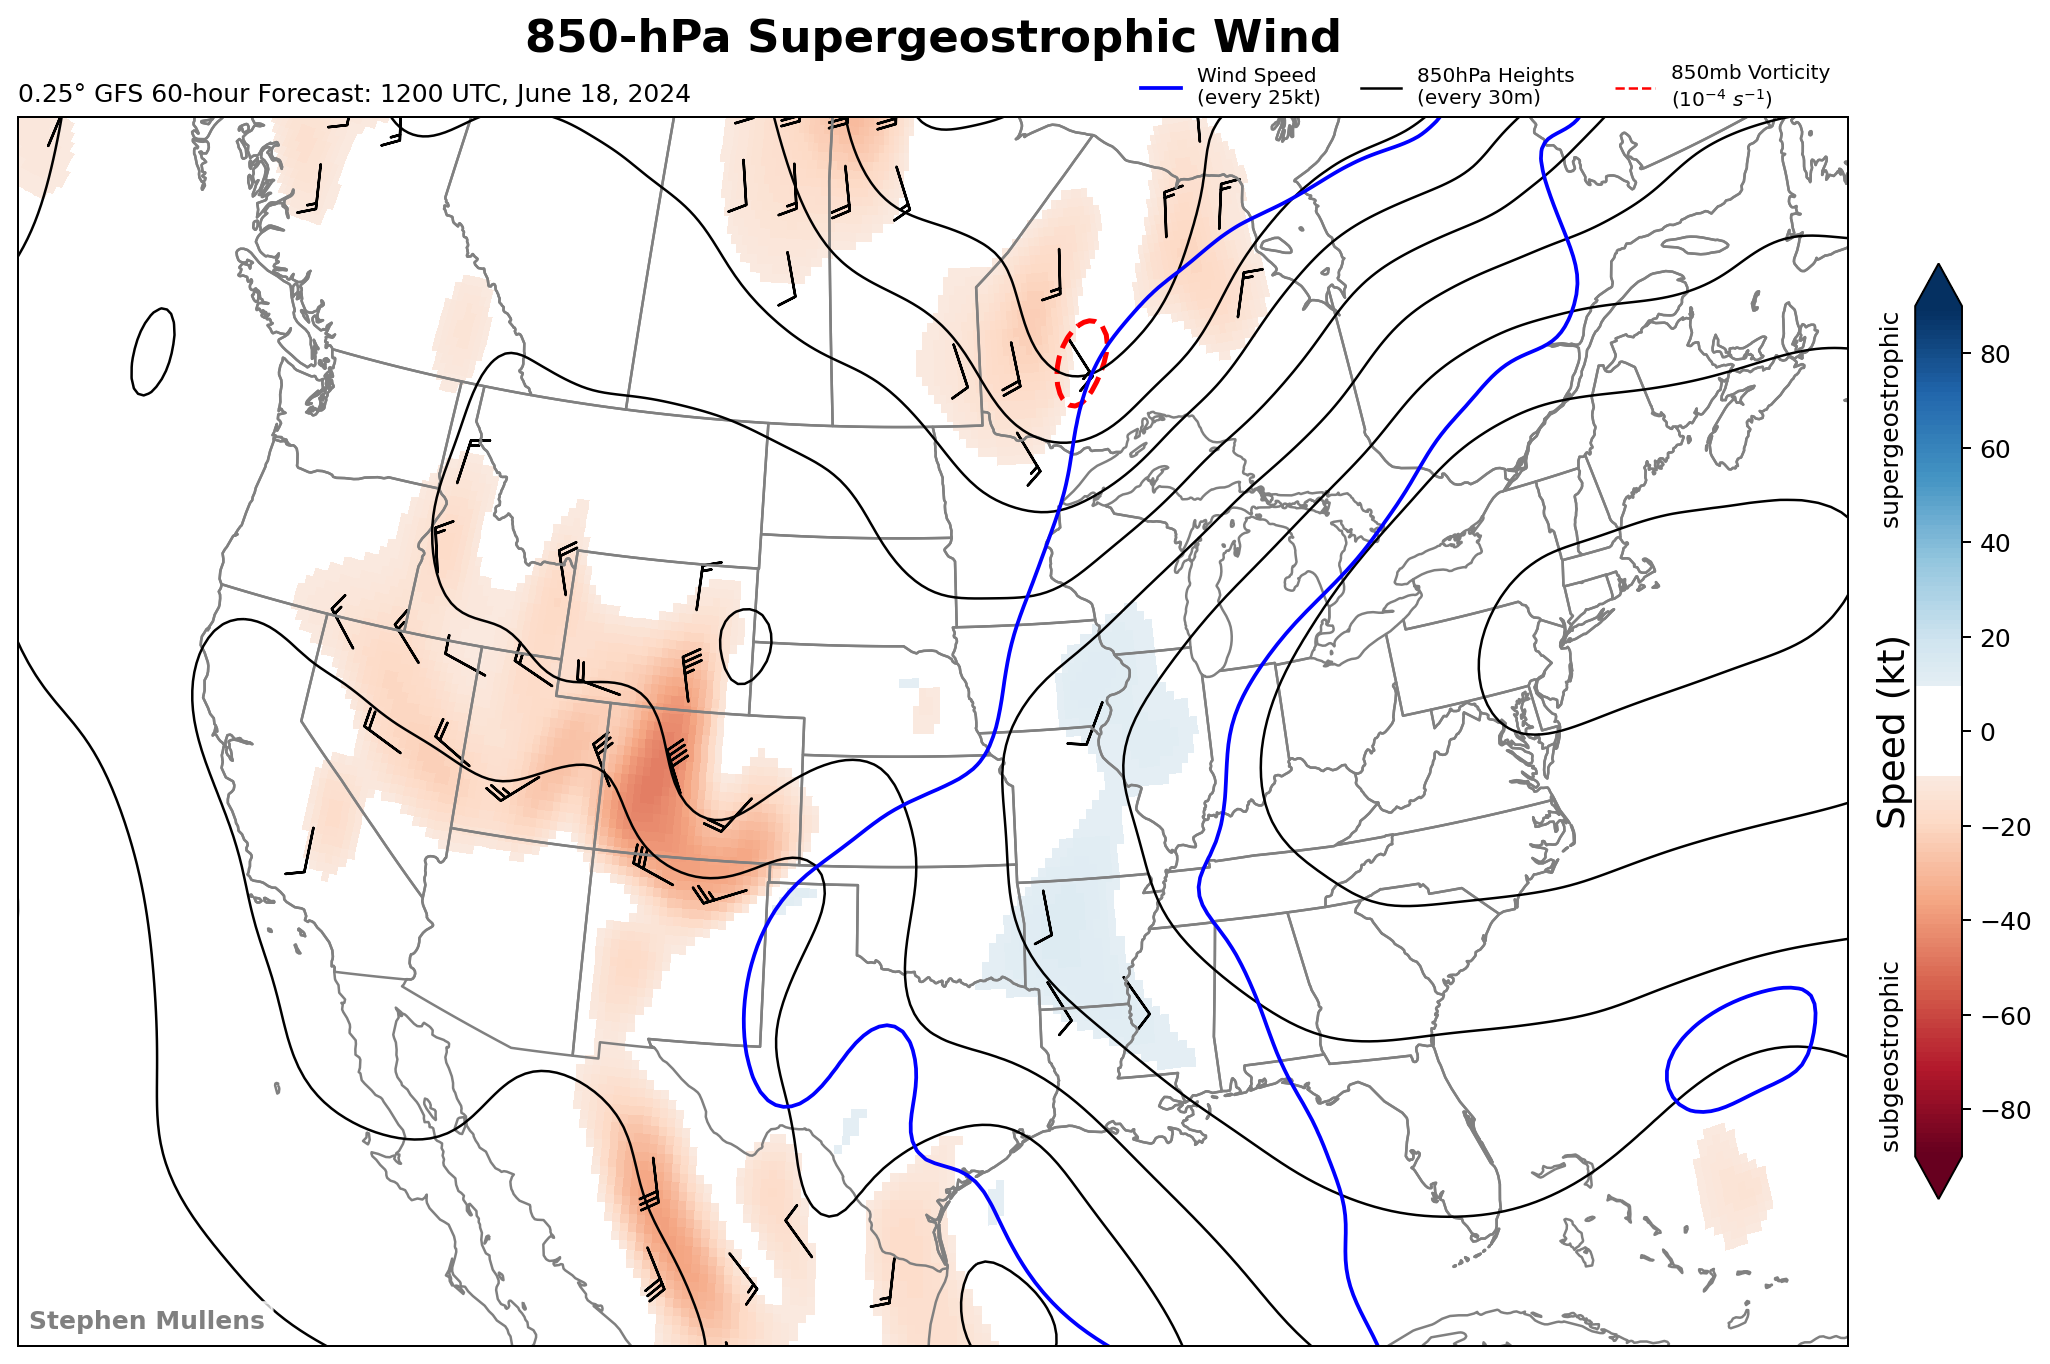 850-hPa Supergeostrophic Wind
0.25° GFS 60-hour Forecast: 1200 UTC, June 18, 2024
Wind Speed
(every 25kt)
850hPa Heights
(every 30m)
850mb Vorticity
(10⁻⁴ s⁻¹)
supergeostrophic
Speed (kt)
subgeostrophic
80
60
40
20
0
−20
−40
−60
−80
Stephen Mullens